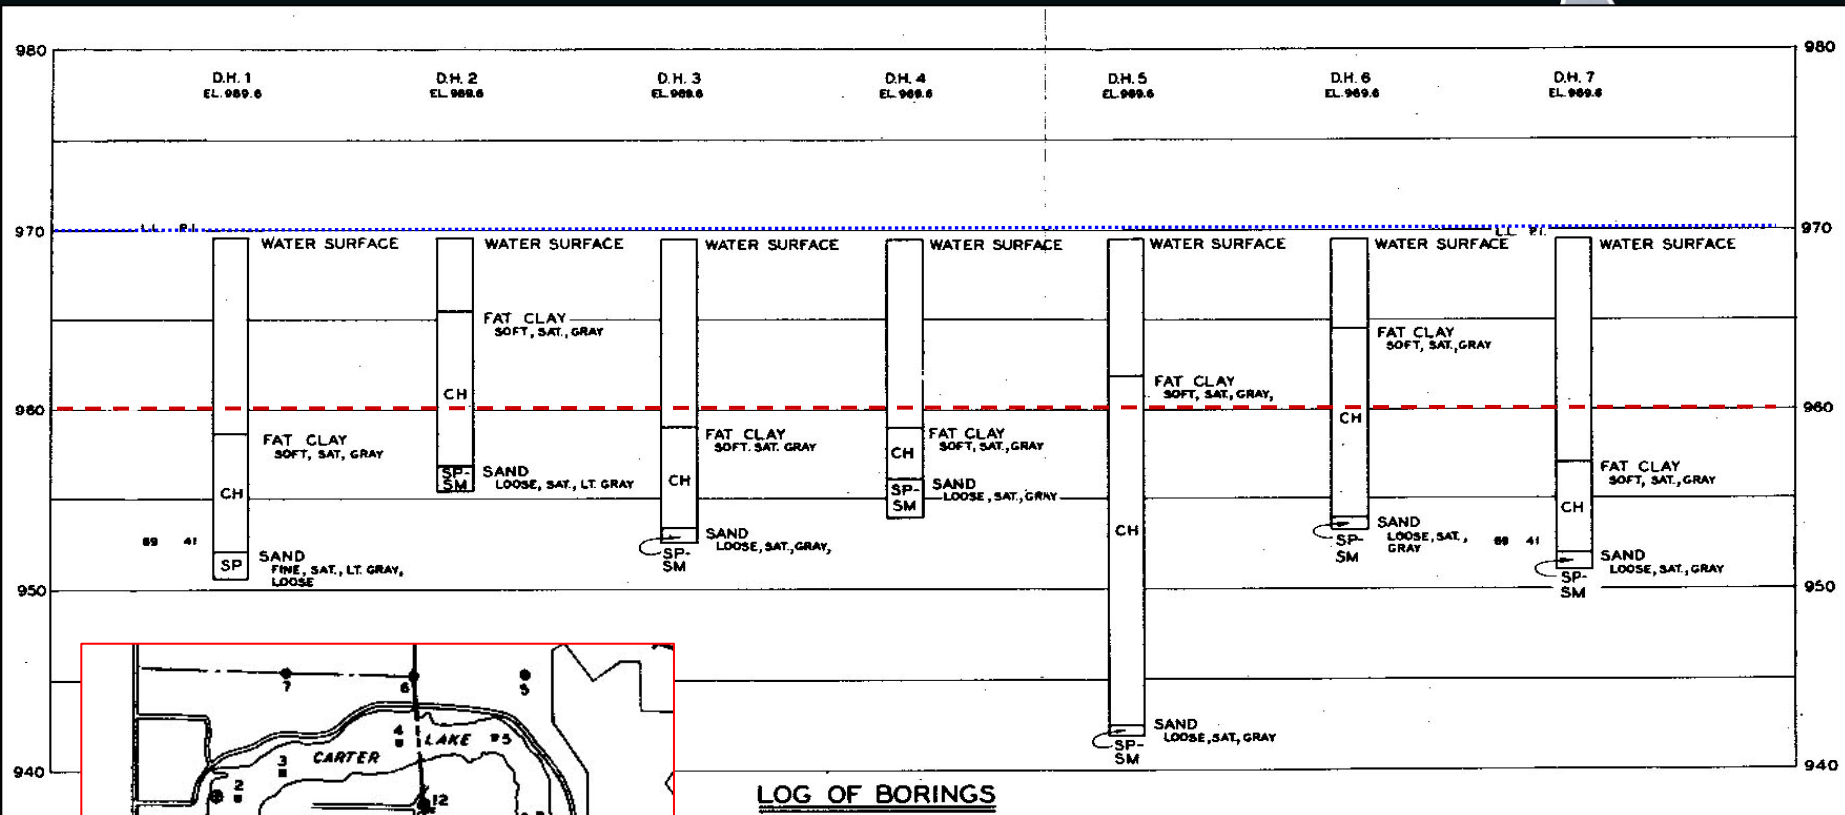 980 980
D.H. 1 D.H. 2 D.H. 3 D.H. 4 D.H. 5 D.H. 6 D.H. 7
EL. 969.6 EL. 969.6 EL. 969.6 EL. 969.6 EL. 969.6 EL. 969.6 EL. 969.6
970 970
WATER SURFACE WATER SURFACE WATER SURFACE WATER SURFACE WATER SURFACE WATER SURFACE WATER SURFACE
FAT CLAY
SOFT, SAT., GRAY
FAT CLAY
SOFT, SAT., GRAY
FAT CLAY
SOFT, SAT, GRAY,
CH
960 960
CH
FAT CLAY
SOFT, SAT, GRAY
FAT CLAY
SOFT. SAT. GRAY
FAT CLAY
SOFT, SAT., GRAY
CH
FAT CLAY
SOFT, SAT., GRAY
SP-
SM
SAND
LOOSE, SAT., LT. GRAY
CH
CH
SP-
SM
SAND
LOOSE, SAT., GRAY
CH
CH
SAND
LOOSE, SAT., GRAY,
SP-
SM
SAND
LOOSE, SAT.,
GRAY
SP-
SM
69 41
69 41
SP
SAND
FINE, SAT., LT. GRAY,
LOOSE
SAND
LOOSE, SAT., GRAY
SP-
SM
950 950
SAND
LOOSE, SAT, GRAY
SP-
SM
940 940
7 6 5
4 LAKE 5
CARTER
3
2
12
LOG OF BORINGS